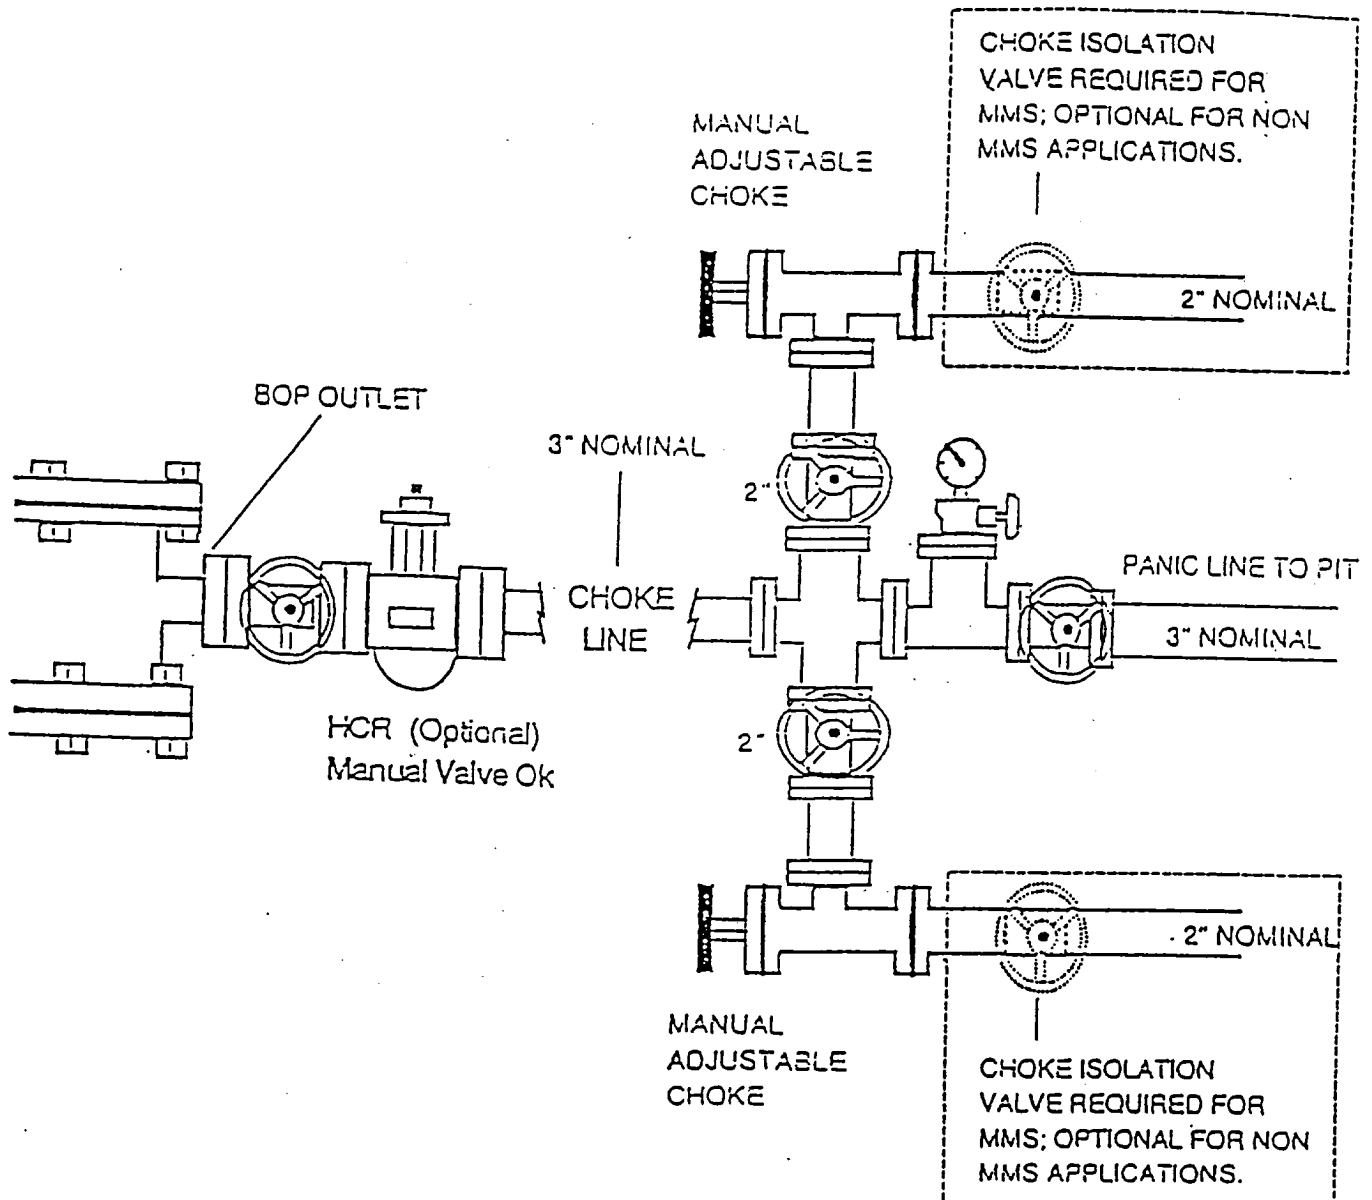 CHOKE ISOLATION
VALVE REQUIRED FOR
MMS; OPTIONAL FOR NON
MMS APPLICATIONS.
MANUAL
ADJUSTABLE
CHOKE
2" NOMINAL
BOP OUTLET
3" NOMINAL
2"
PANIC LINE TO PIT
CHOKE
LINE
3" NOMINAL
HCR (Optional)
Manual Valve Ok
2"
2" NOMINAL
MANUAL
ADJUSTABLE
CHOKE
CHOKE ISOLATION
VALVE REQUIRED FOR
MMS; OPTIONAL FOR NON
MMS APPLICATIONS.